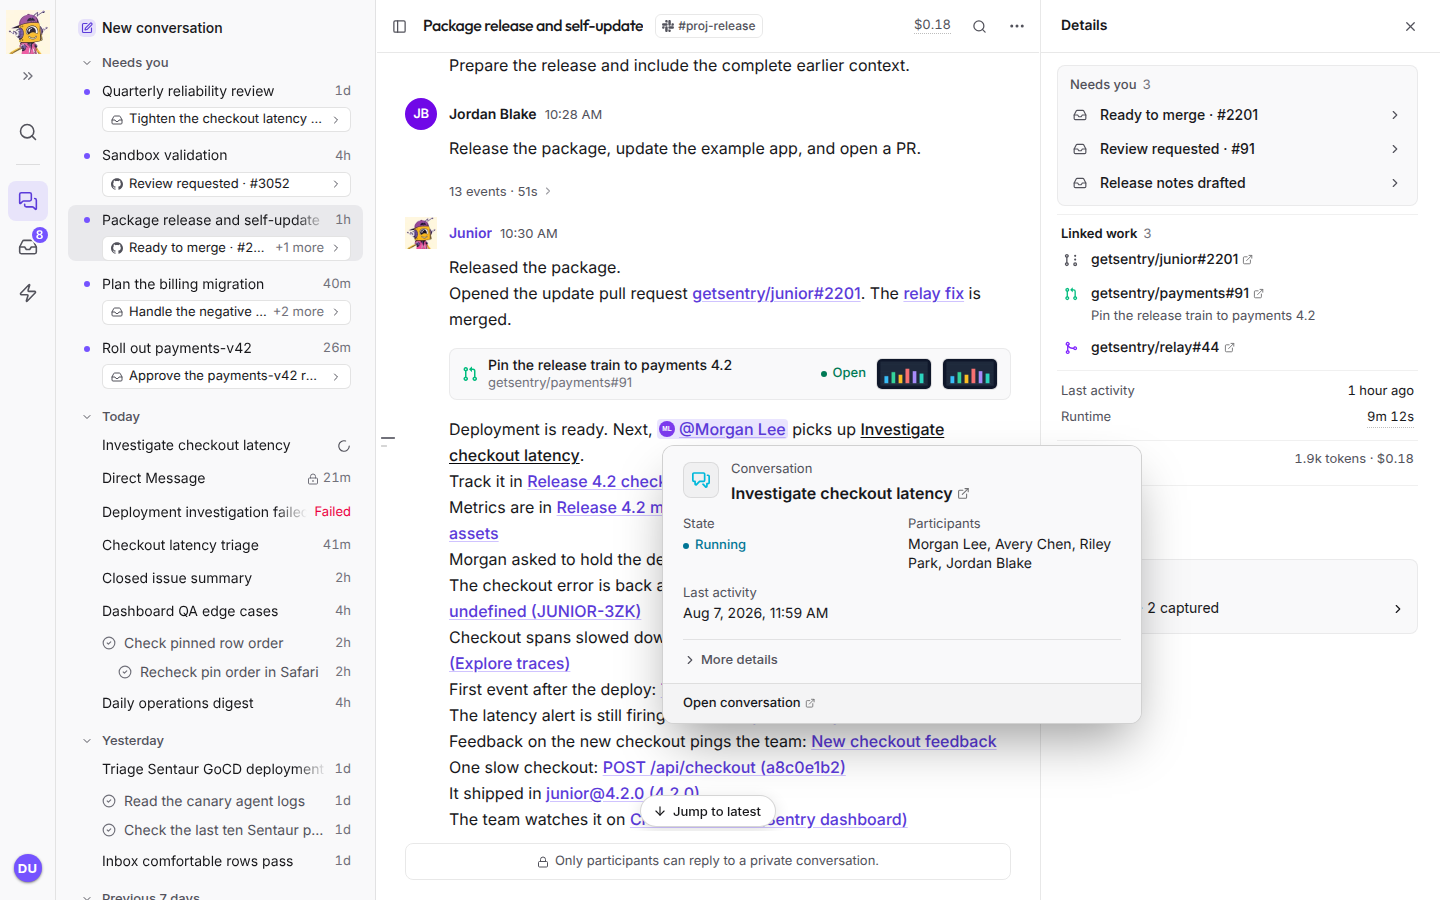 New conversation
Needs you
Quarterly reliability review 1d
Tighten the checkout latency ...
Sandbox validation 4h
Review requested · #3052
Package release and self-update 1h
Ready to merge · #2... +1 more
Plan the billing migration 40m
Handle the negative ... +2 more
Roll out payments-v42 26m
Approve the payments-v42 r...
Today
Investigate checkout latency
Direct Message 21m
Deployment investigation failed Failed
Checkout latency triage 41m
Closed issue summary 2h
Dashboard QA edge cases 4h
Check pinned row order 2h
Recheck pin order in Safari 2h
Daily operations digest 4h
Yesterday
Triage Sentaur GoCD deployment 1d
Read the canary agent logs 1d
Check the last ten Sentaur p... 1d
Inbox comfortable rows pass 1d
Previous 7 days
8
DU
Package release and self-update #proj-release $0.18
Prepare the release and include the complete earlier context.
JB Jordan Blake 10:28 AM
Release the package, update the example app, and open a PR.
13 events · 51s
Junior 10:30 AM
Released the package.
Opened the update pull request getsentry/junior#2201. The relay fix is
merged.
Pin the release train to payments 4.2
getsentry/payments#91
Open
Deployment is ready. Next, ML @Morgan Lee picks up Investigate
checkout latency.
Track it in Release 4.2 chec
Metrics are in Release 4.2 m
assets
Morgan asked to hold the de
The checkout error is back a
undefined (JUNIOR-3ZK)
Checkout spans slowed dow
(Explore traces)
First event after the deploy:
The latency alert is still firing
Feedback on the new checkout pings the team: New checkout feedback
One slow checkout: POST /api/checkout (a8c0e1b2)
It shipped in junior@4.2.0 (4.2.0)
The team watches it on C entry dashboard)
Jump to latest
Only participants can reply to a private conversation.
Conversation
Investigate checkout latency
State
Running
Participants
Morgan Lee, Avery Chen, Riley
Park, Jordan Blake
Last activity
Aug 7, 2026, 11:59 AM
More details
Open conversation
Details
Needs you 3
Ready to merge · #2201
Review requested · #91
Release notes drafted
Linked work 3
getsentry/junior#2201
getsentry/payments#91
Pin the release train to payments 4.2
getsentry/relay#44
Last activity 1 hour ago
Runtime 9m 12s
1.9k tokens · $0.18
· 2 captured